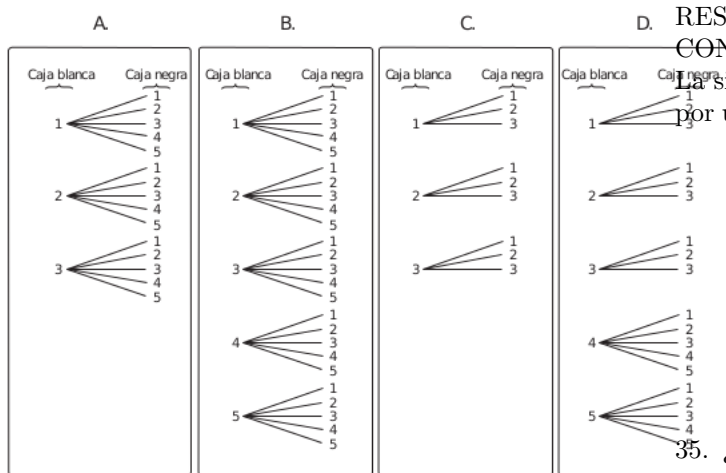 A. B. C. D.
RES
CON
Caja blanca Caja negra Caja blanca Caja negra Caja blanca Caja negra Caja blanca Caja negra
La s
por
1 1 2 3 4 5
2 1 2 3 4 5
3 1 2 3 4 5
1 1 2 3 4 5
2 1 2 3 4 5
3 1 2 3 4 5
4 1 2 3 4 5
5 1 2 3 4 5
1 1 2 3
2 1 2 3
3 1 2 3
1 1 2 3
2 1 2 3
3 1 2 3
4 1 2 3 4 5
5 1 2 3 4 5
35.